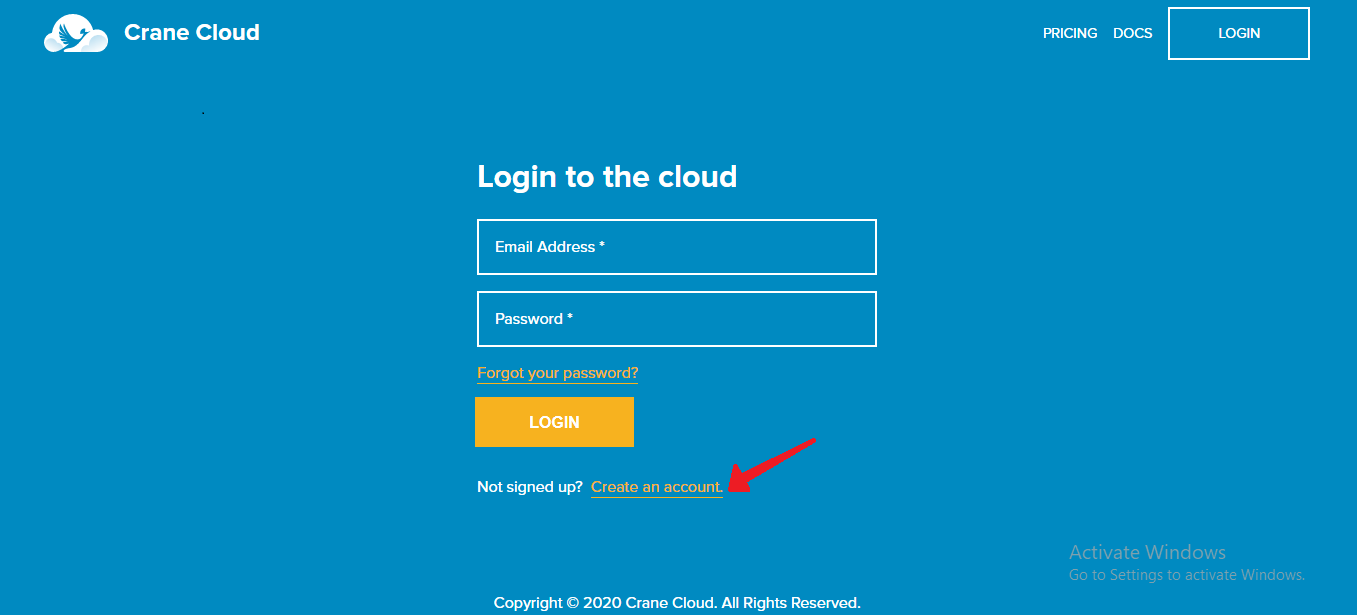 Crane Cloud
PRICING DOCS LOGIN
Login to the cloud
Email Address *
Password *
Forgot your password?
LOGIN
Not signed up? Create an account.
Activate Windows
Go to Settings to activate Windows.
Copyright © 2020 Crane Cloud. All Rights Reserved.